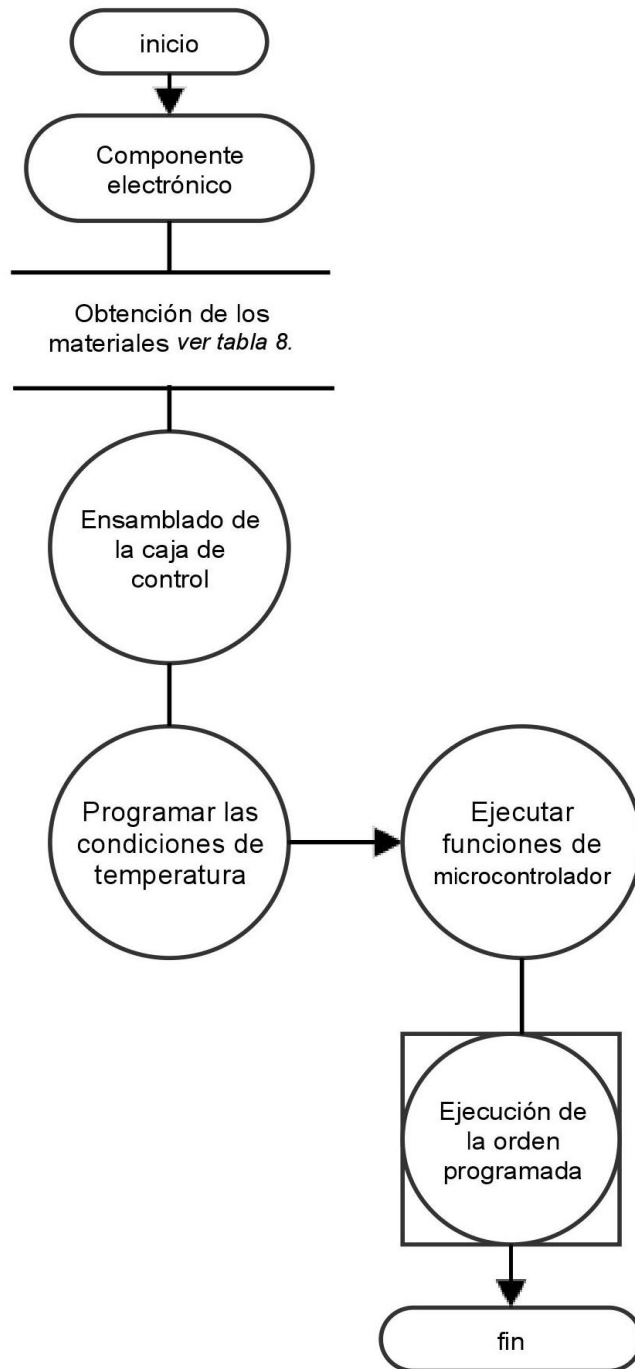 inicio
Componente
electrónico
Obtención de los
materiales ver tabla 8.
Ensamblado de
la caja de
control
Programar las
condiciones de
temperatura
Ejecutar
funciones de
microcontrolador
Ejecución de
la orden
programada
fin